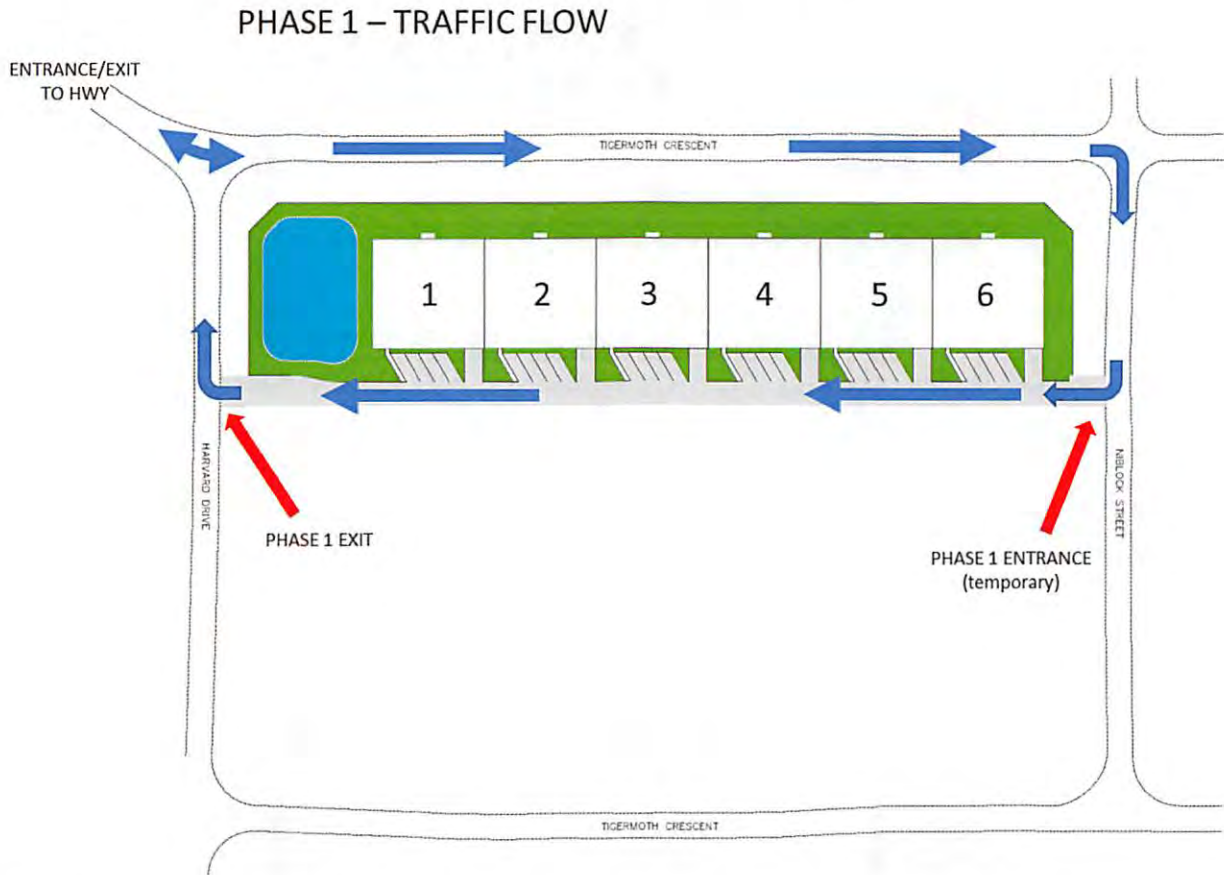 PHASE 1 – TRAFFIC FLOW
ENTRANCE/EXIT
TO HWY
TIGERMOTH CRESCENT
1 2 3 4 5 6
HARVARD DRIVE
NIBLOCK STREET
PHASE 1 EXIT
PHASE 1 ENTRANCE
(temporary)
TIGERMOTH CRESCENT